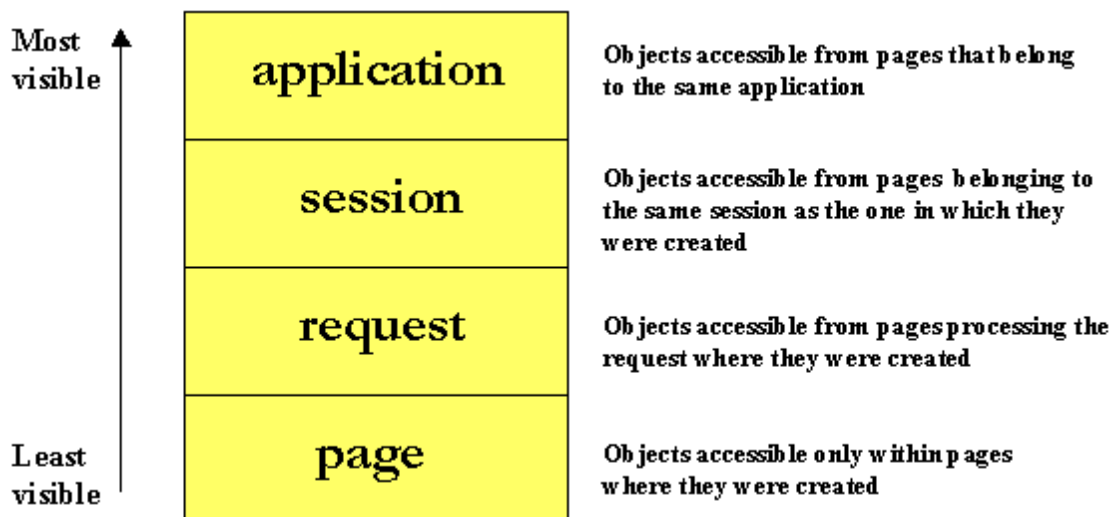 Most
visible
application
Objects accessible from pages that belong
to the same application
session
Objects accessible from pages belonging to
the same session as the one in which they
were created
request
Objects accessible from pages processing the
request where they were created
Least
visible
page
Objects accessible only within pages
where they were created